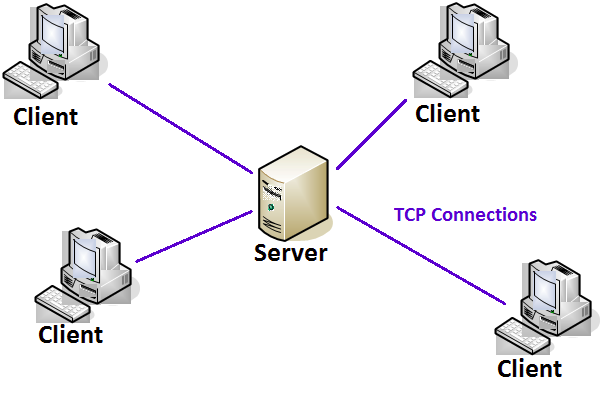 Client
Client
TCP Connections
Server
Client
Client